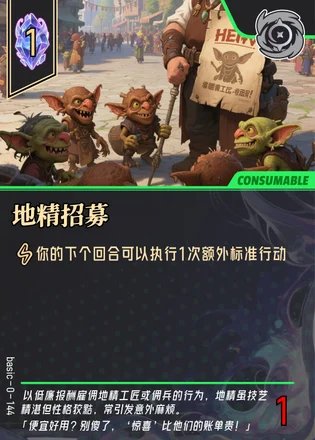 1
HEIW
CONSUMABLE
地精招募
你的下个回合可以执行1次额外标准行动
basic-0-144
以低廉报酬雇佣地精工匠或佣兵的行为，地精虽技艺
精湛但性格狡黠，常引发意外麻烦。
「便宜好用？别傻了，‘惊喜’比他们的账单贵！」
1